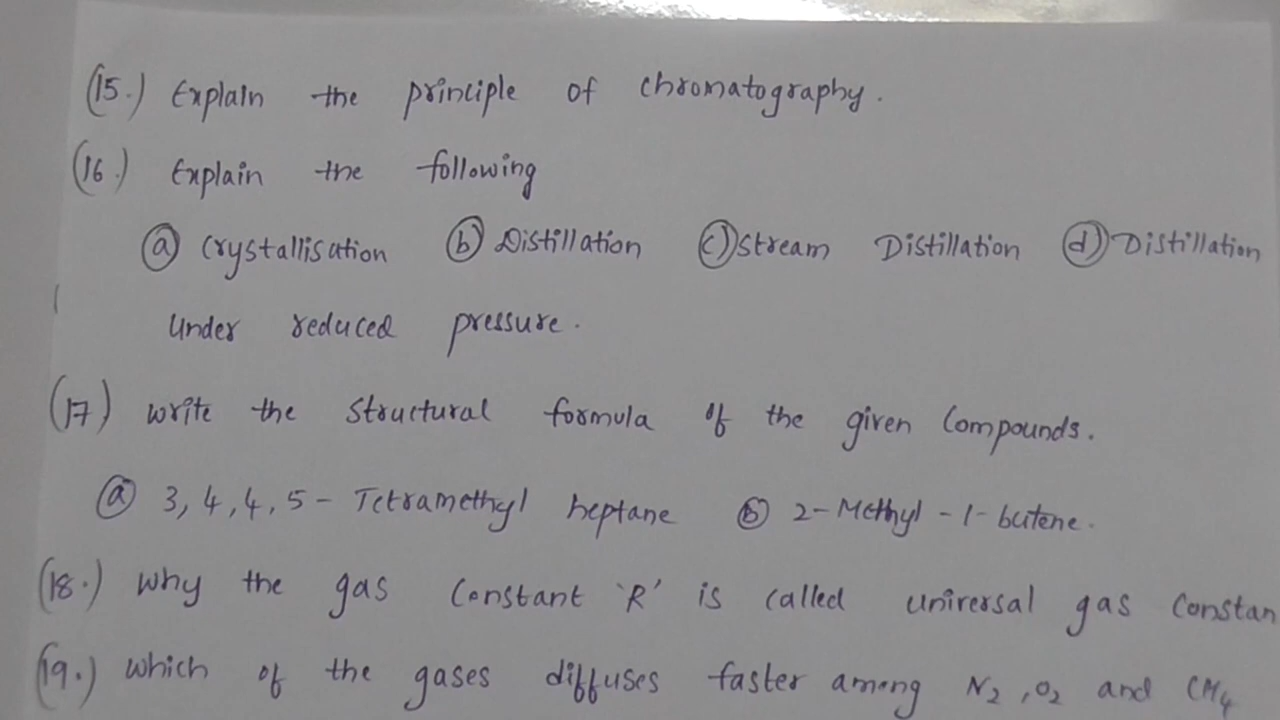 (15.) Explain the principle of chromatography.
(16.) Explain the following
(a) Crystallisation (b) Distillation (c) Stream Distillation (d) Distillation
Under reduced pressure.
(17) write the structural formula of the given Compounds.
(a) 3,4,4,5- Tetramethyl heptane (b) 2-Methyl-1-butene.
(18.) Why the gas Constant 'R' is called universal gas Constan
(19.) Which of the gases diffuses faster among N2, O2 and CH4